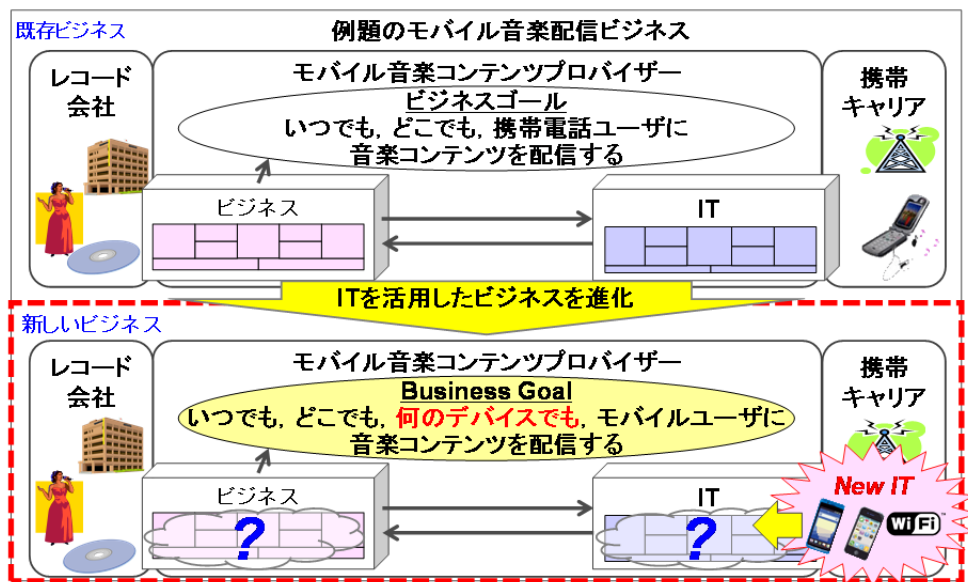 既存ビジネス
例題のモバイル音楽配信ビジネス
レコード
会社
モバイル音楽コンテンツプロバイザー
ビジネスゴール
いつでも，どこでも，携帯電話ユーザに
音楽コンテンツを配信する
携帯
キャリア
ビジネス
IT
ITを活用したビジネスを進化
新しいビジネス
レコード
会社
モバイル音楽コンテンツプロバイザー
Business Goal
いつでも，どこでも，何のデバイスでも，モバイルユーザに
音楽コンテンツを配信する
携帯
キャリア
ビジネス
?
IT
?
New IT
Wi Fi